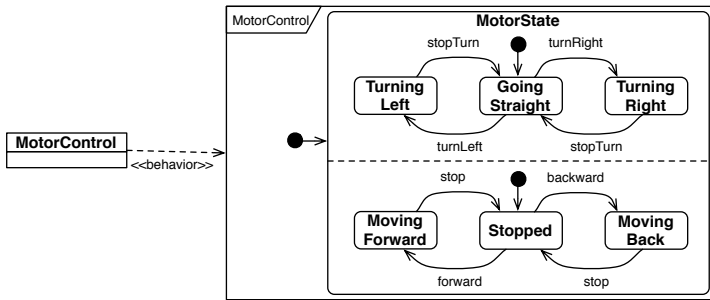 MotorControl
MotorState
stopTurn
turnRight
Turning
Left
Going
Straight
Turning
Right
turnLeft
stopTurn
MotorControl
<<behavior>>
stop
backward
Moving
Forward
Stopped
Moving
Back
forward
stop